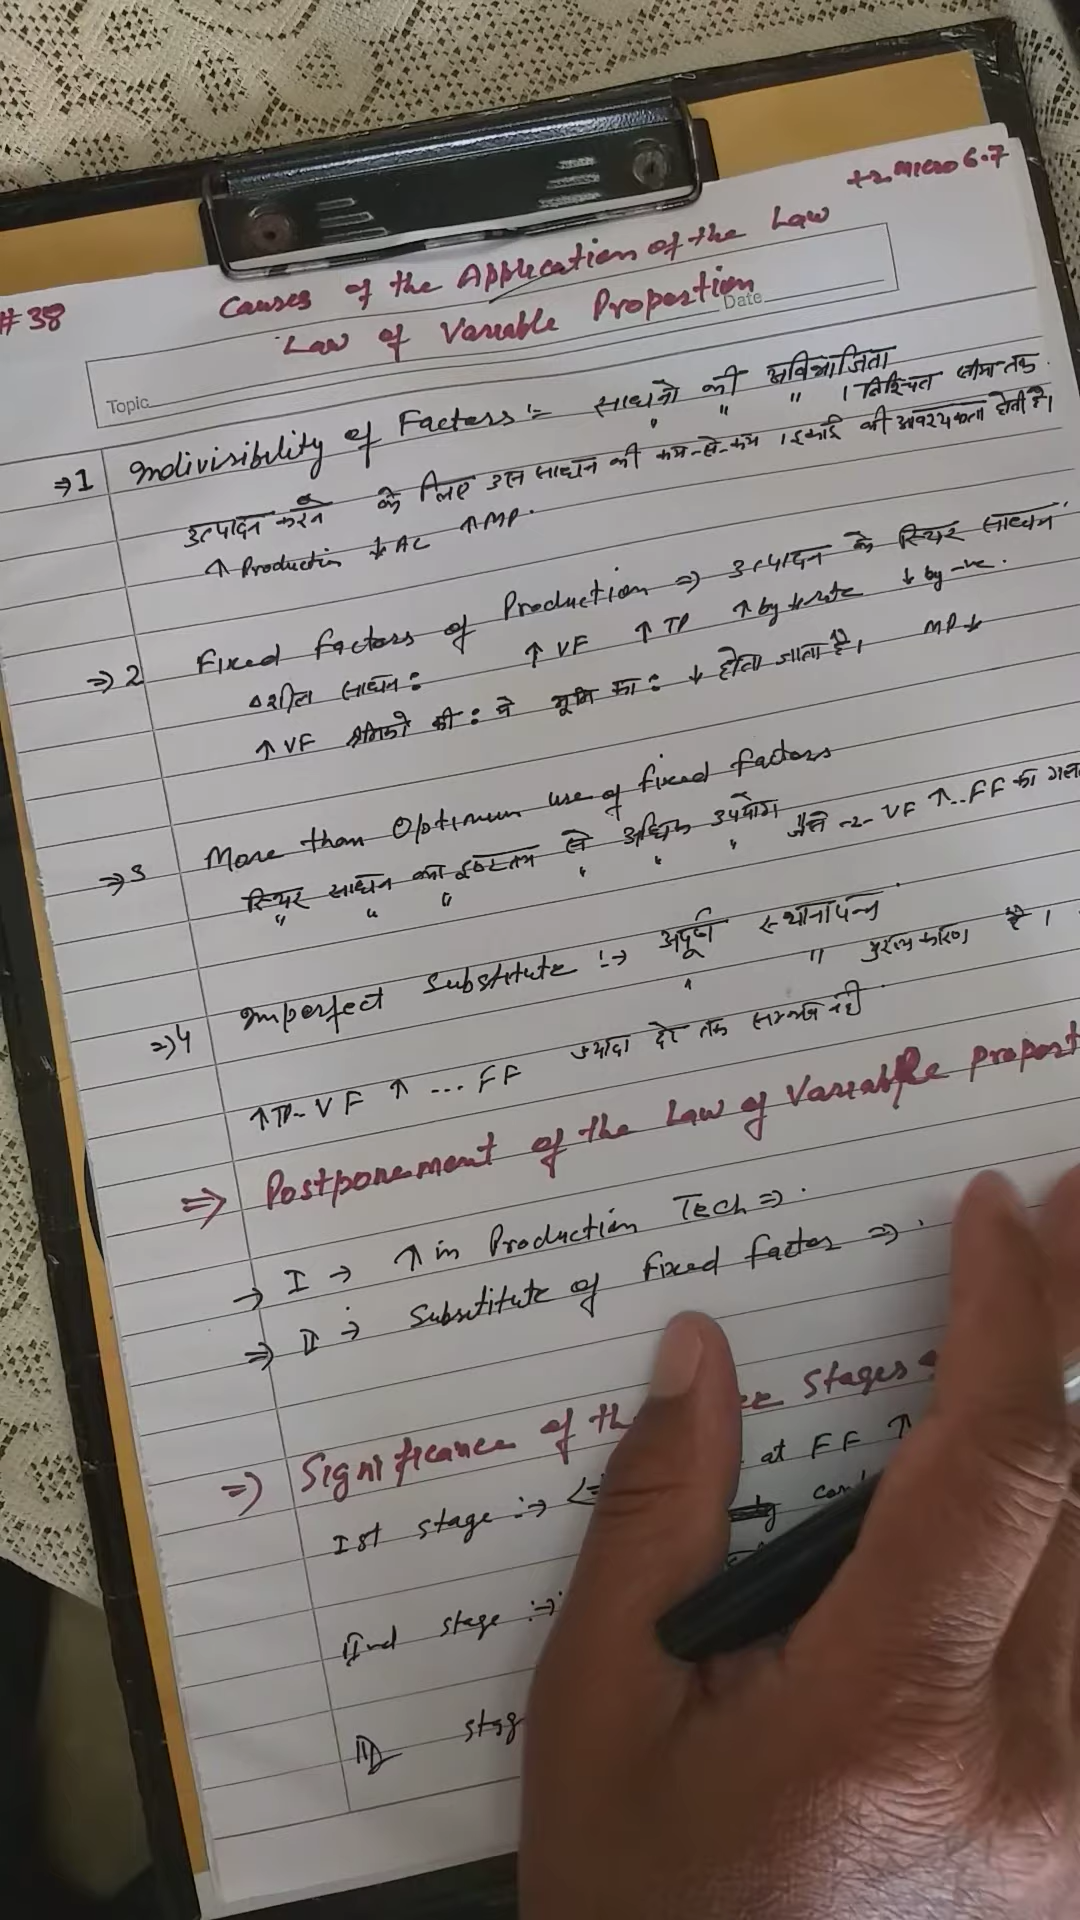 +2 micro 6.7
# 38 Causes of the Application of the Law
Law of Variable Proportion
Date
Topic
⇒1 Indivisibility of Factors :- साधनो की अविभाजिता
" " " । निश्चित सीमा तक
उत्पादन करने के लिए उस साधन की कम-से-कम 1 इकाई की आवश्यकता होती है।
↑ Production ↓ AC ↑ MP.
⇒2 Fixed Factors of Production ⇒ उत्पादन के स्थिर साधन
∆शील साधन : ↑ VF ↑ TP ↑ by ↓ rate ↓ by -ve.
↑ VF श्रमिको की : वे भूमि का : ↓ होता जाता है। MP↓
⇒3 More than Optimum use of fixed factors
स्थिर साधन का इष्टतम से अधिक उपयोग जैसे -2- VF ↑..FF का
" " " " " "
⇒4 Imperfect Substitute :→ अपूर्ण स्थानापन्न
" " मुख्य कारण है।
↑TP- VF ↑ ... FF ज्यादा देर तक सम्भव नही
⇒ Postponement of the Law of Variable Proport
→ I → ↑ in Production Tech ⇒ .
⇒ II → Substitute of fixed factor ⇒ .
⇒) Significance of th Stages
Ist stage :→ at FF ↑
IInd stage :→
III stag